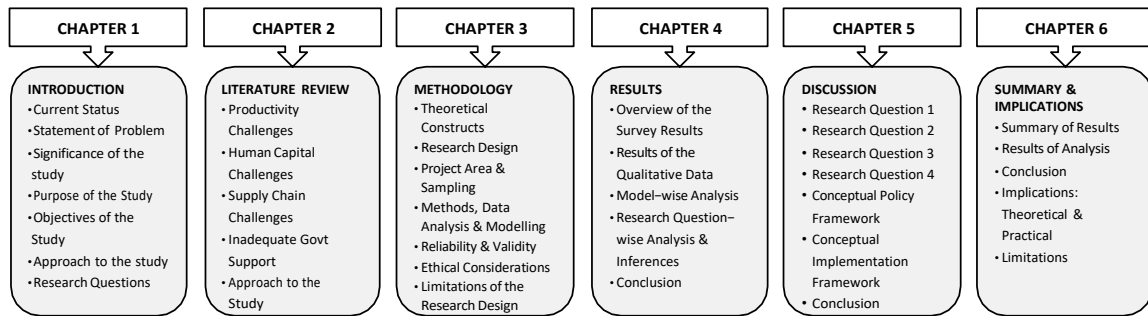 CHAPTER 1
INTRODUCTION
•Current Status
•Statement of Problem
•Significance of the
study
•Purpose of the Study
•Objectives of the
Study
•Approach to the study
•Research Questions
CHAPTER 2
LITERATURE REVIEW
•Productivity
Challenges
•Human Capital
Challenges
•Supply Chain
Challenges
•Inadequate Govt
Support
•Approach to the
Study
CHAPTER 3
METHODOLOGY
•Theoretical
Constructs
•Research Design
•Project Area &
Sampling
•Methods, Data
Analysis & Modelling
•Reliability & Validity
•Ethical Considerations
•Limitations of the
Research Design
CHAPTER 4
RESULTS
•Overview of the
Survey Results
•Results of the
Qualitative Data
•Model–wise Analysis
•Research Question–
wise Analysis &
Inferences
•Conclusion
CHAPTER 5
DISCUSSION
• Research Question 1
• Research Question 2
• Research Question 3
• Research Question 4
• Conceptual Policy
Framework
• Conceptual
Implementation
Framework
• Conclusion
CHAPTER 6
SUMMARY &
IMPLICATIONS
•Summary of Results
•Results of Analysis
•Conclusion
•Implications:
Theoretical &
Practical
•Limitations